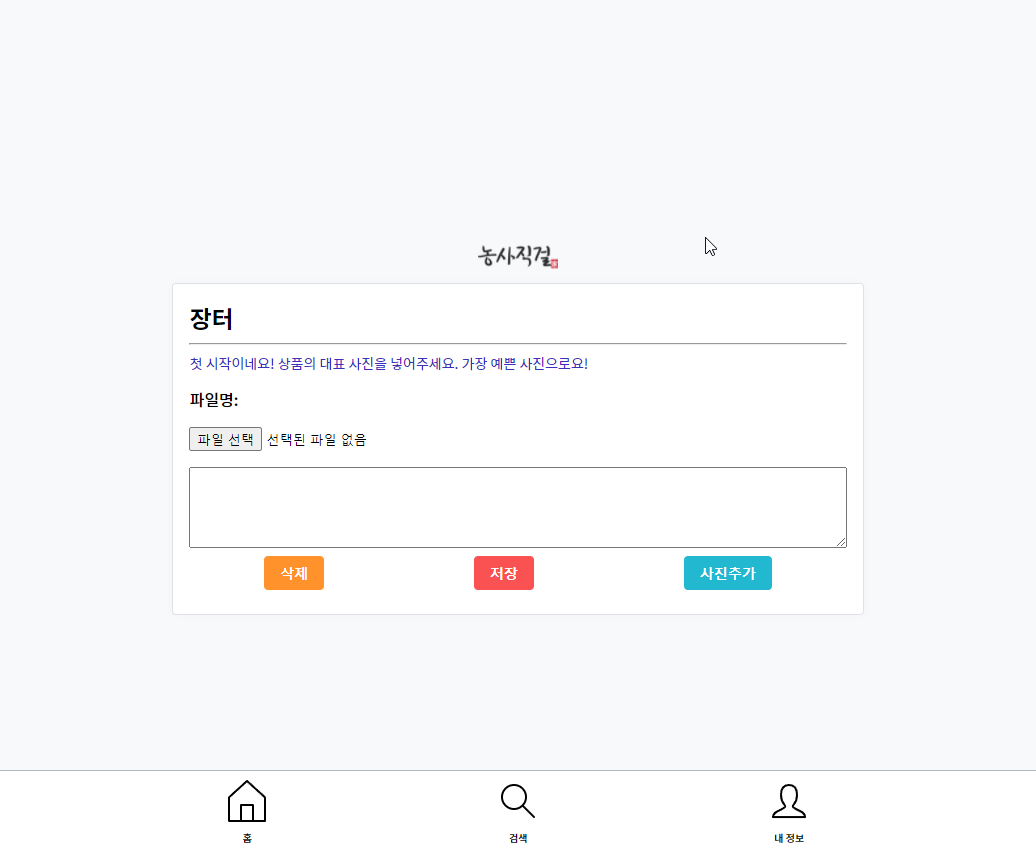 농사직걸
장터
첫 시작이네요! 상품의 대표 사진을 넣어주세요. 가장 예쁜 사진으로요!
파일명:
파일 선택 선택된 파일 없음
삭제 저장 사진추가
홈 검색 내 정보